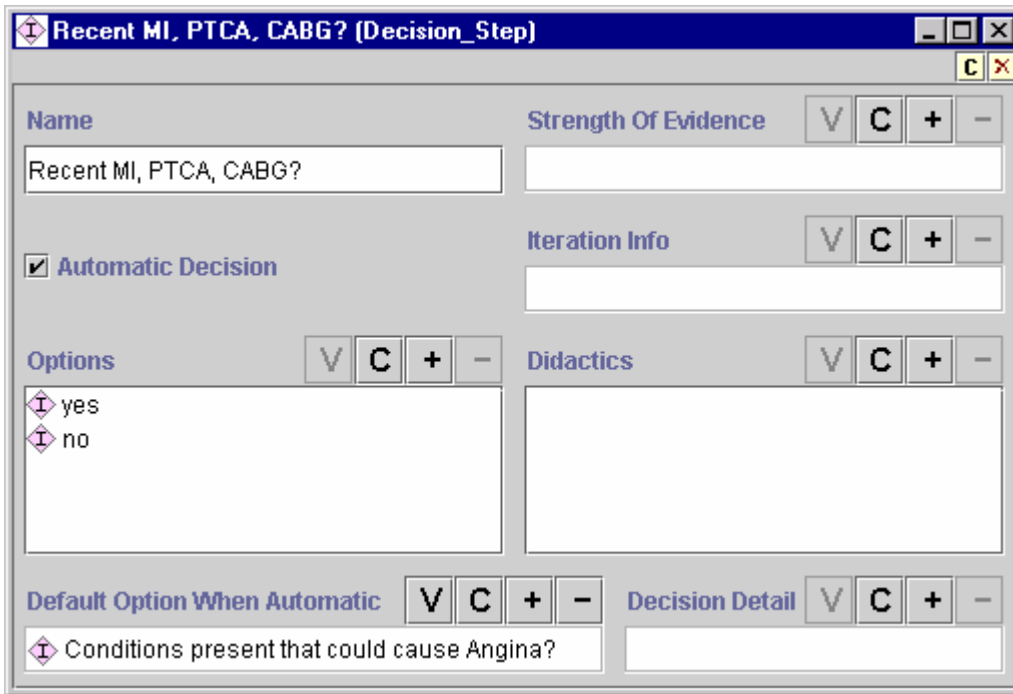 Recent MI, PTCA, CABG? (Decision_Step)
C
Name
Strength Of Evidence V C + −
Recent MI, PTCA, CABG?
Iteration Info V C + −
Automatic Decision
Options V C + −
Didactics V C + −
yes
no
Default Option When Automatic V C + −
Decision Detail V C + −
Conditions present that could cause Angina?